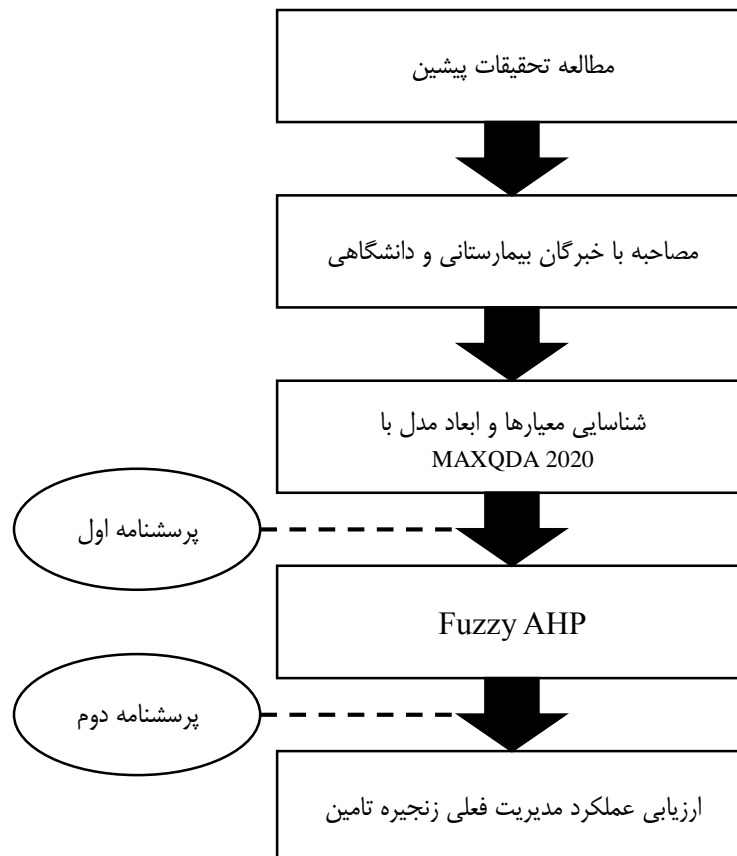 مطالعه تحقیقات پیشین
مصاحبه با خبرگان بیمارستانی و دانشگاهی
شناسایی معیارها و ابعاد مدل با
MAXQDA 2020
پرسشنامه اول
Fuzzy AHP
پرسشنامه دوم
ارزیابی عملکرد مدیریت فعلی زنجیره تامین